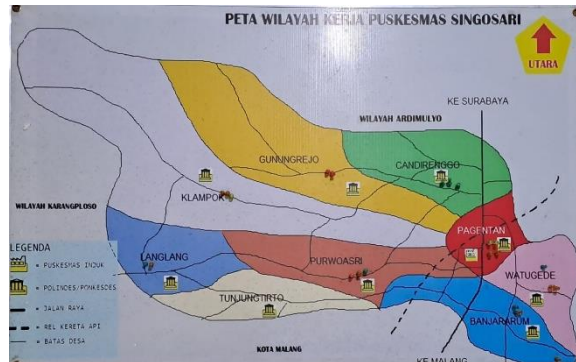 PETA WILAYAH KERJA PUSKESMAS SINGOSARI
UTARA
KE SURABAYA
WILAYAH ARDIMULYO
GUNUNGREJO
CANDIRENGGO
KLAMPOK
WILAYAH KARANGPLOSO
PAGENTAN
LEGENDA
LANGLANG
PURWOASRI
WATUGEDE
= PUSKESMAS INDUK
= POLINDES/PONKESDES
TUNJUNGTIRTO
= JALAN RAYA
BANJARARUM
= REL KERETA API
= BATAS DESA
KOTA MALANG
KE MALANG